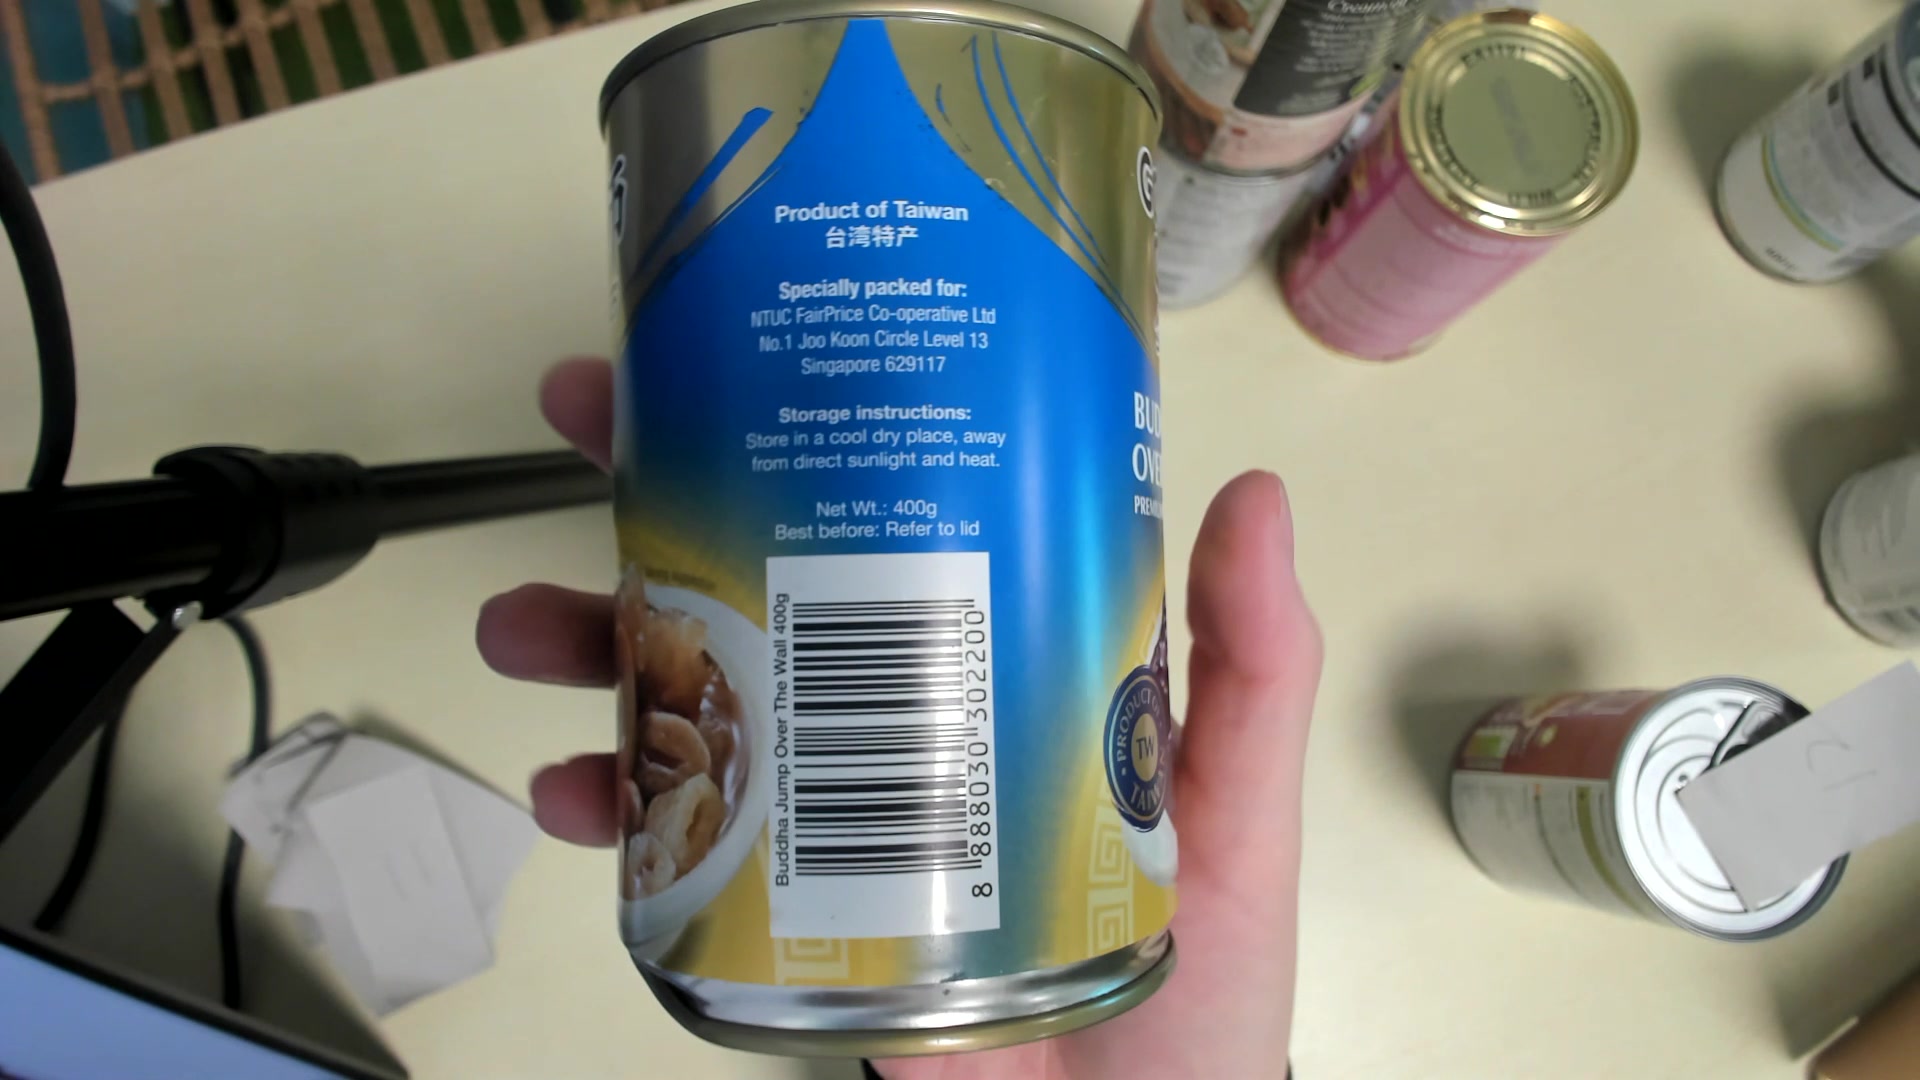 Product of Taiwan
台湾特产
Specially packed for:
NTUC FairPrice Co-operative Ltd
No.1 Joo Koon Circle Level 13
Singapore 629117
Storage instructions:
Store in a cool dry place, away
from direct sunlight and heat.
Net Wt.: 400g
Best before: Refer to lid
Buddha Jump Over The Wall 400g
8 888030 302200
PRODUCT
TW